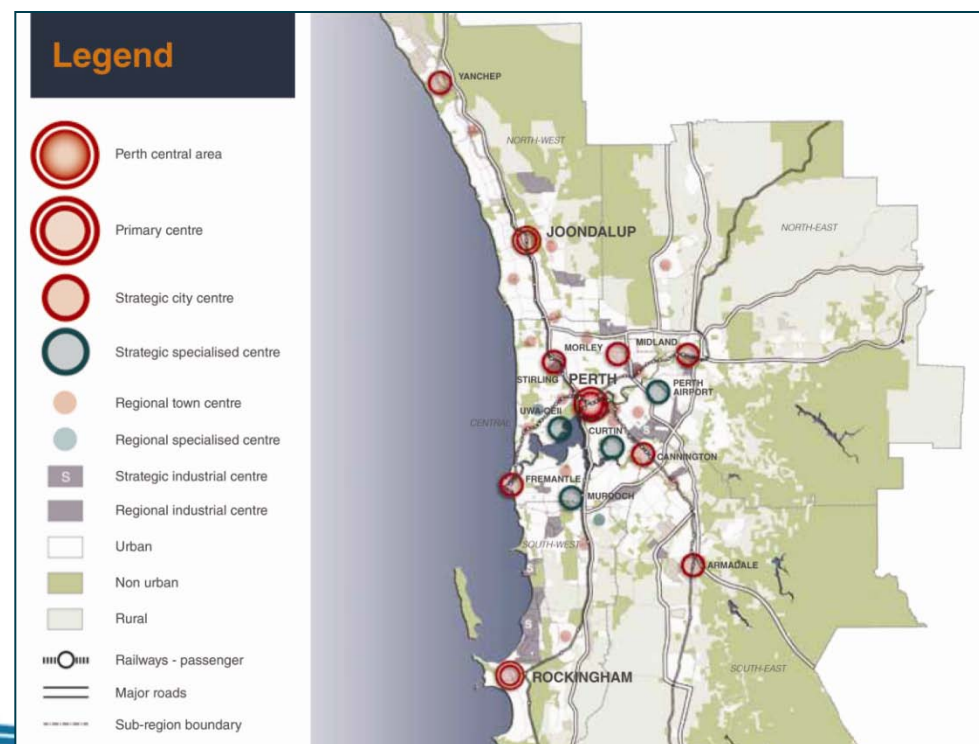 Legend
Perth central area
Primary centre
Strategic city centre
Strategic specialised centre
Regional town centre
Regional specialised centre
S
Strategic industrial centre
Regional industrial centre
Urban
Non urban
Rural
Railways - passenger
Major roads
Sub-region boundary
YANCHEP
NORTH-WEST
JOONDALUP
NORTH-EAST
MORLEY
MIDLAND
STIRLING
PERTH
PERTH
AIRPORT
UWA-QEII
CENTRAL
CURTIN
S
CANNINGTON
FREMANTLE
MURDOCH
SOUTH-WEST
ARMADALE
S
SOUTH-EAST
ROCKINGHAM